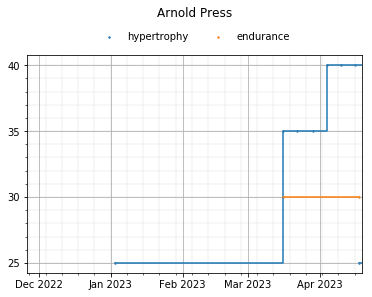 Arnold Press
hypertrophy endurance
40
35
30
25
Dec 2022 Jan 2023 Feb 2023 Mar 2023 Apr 2023